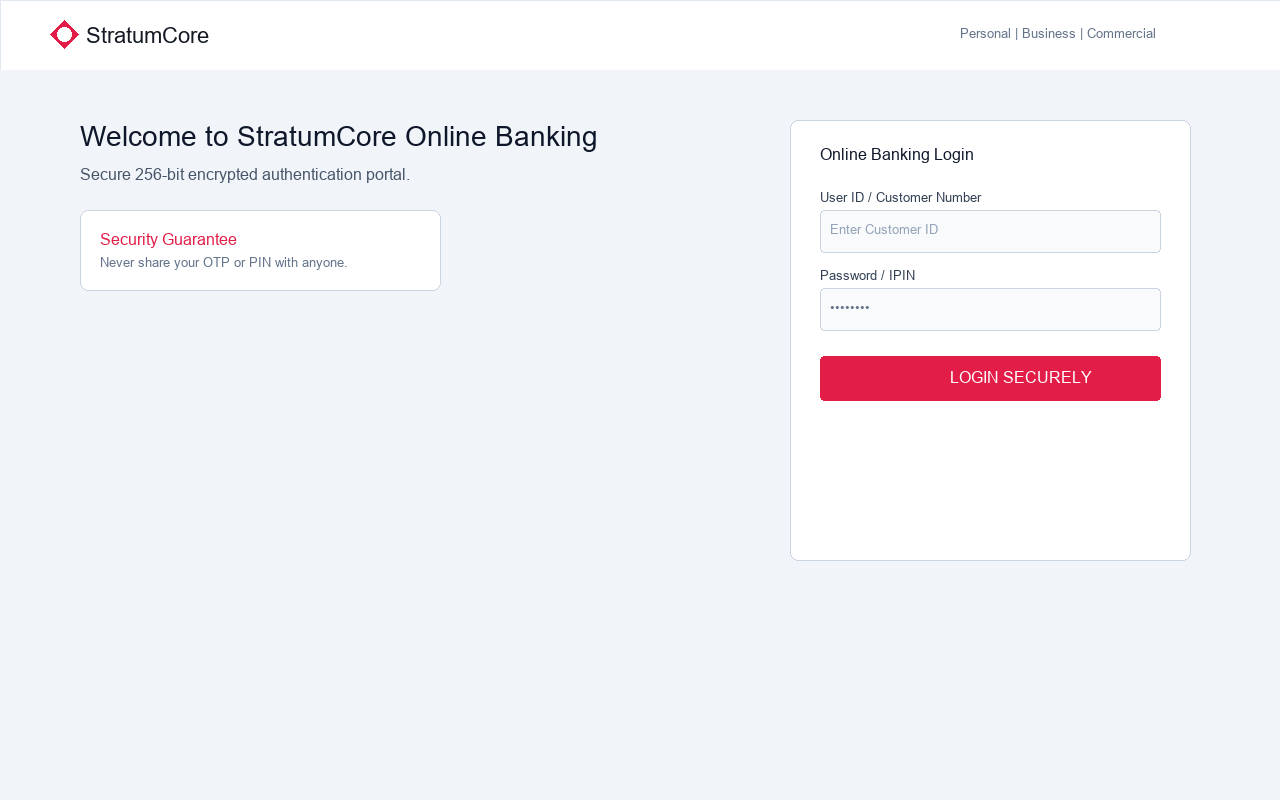 StratumCore
Personal | Business | Commercial
Welcome to StratumCore Online Banking
Secure 256-bit encrypted authentication portal.
Security Guarantee
Never share your OTP or PIN with anyone.
Online Banking Login
User ID / Customer Number
Enter Customer ID
Password / IPIN
••••••••
LOGIN SECURELY